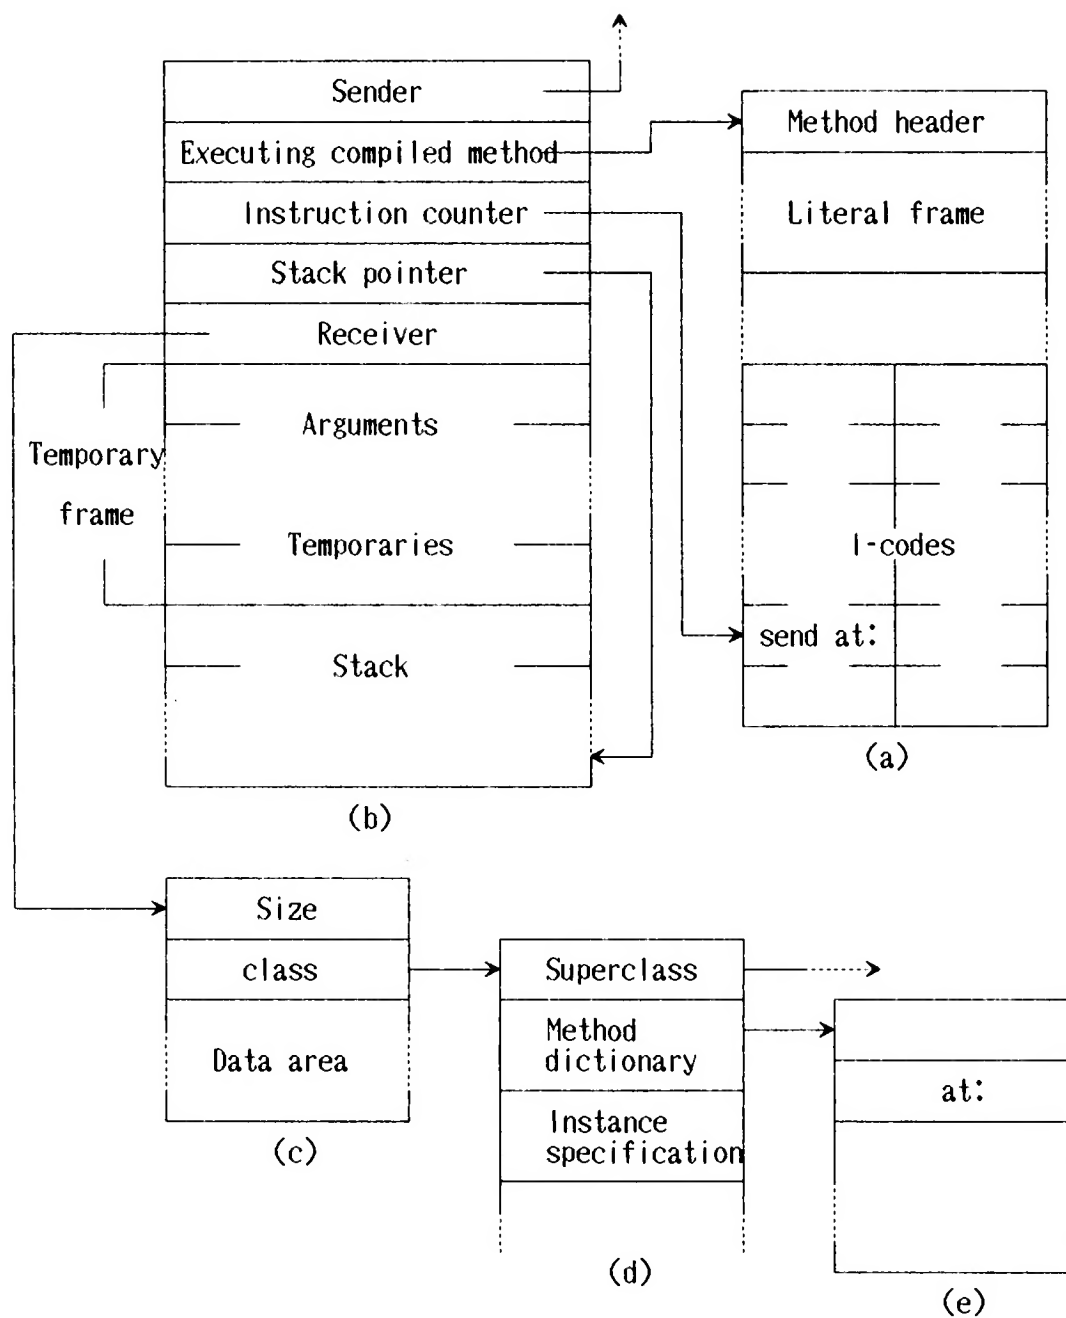 Sender
Executing compiled method
Instruction counter
Stack pointer
Receiver
Arguments
Temporary
frame
Temporaries
Stack
(b)
Method header
Literal frame
I-codes
send at:
(a)
Size
class
Data area
(c)
Superclass
Method
dictionary
Instance
specification
(d)
at:
(e)